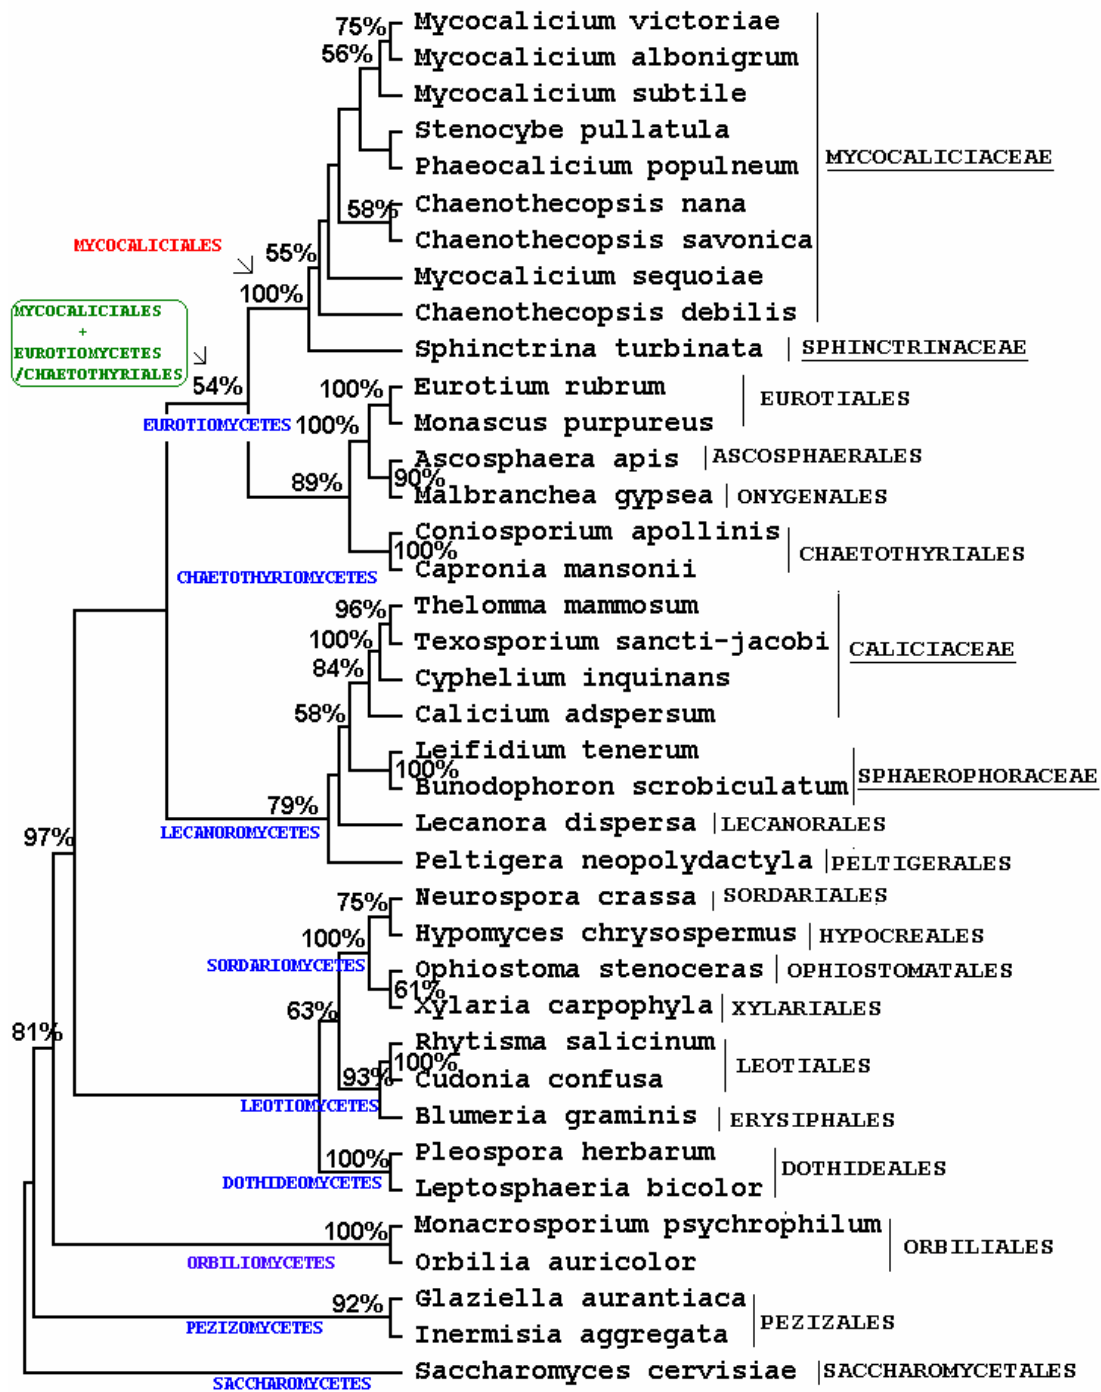 75%
Mycocalicium victoriae
56%
Mycocalicium albonigrum
Mycocalicium subtile
Stenocybe pullatula
Phaeocalicium populneum
MYCOCALICIACEAE
58%
Chaenothecopsis nana
Chaenothecopsis savonica
MYCOCALICIALES
55%
Mycocalicium sequoiae
100%
Chaenothecopsis debilis
MYCOCALICIALES
+
EUROTIOMYCETES
/CHAETOTHYRIALES
Sphinctrina turbinata
SPHINCTRINACEAE
54%
100%
Eurotium rubrum
EUROTIALES
EUROTIOMYCETES
100%
Monascus purpureus
Ascosphaera apis
ASCOSPHAERALES
89%
90%
Malbranchea gypsea
ONYGENALES
Coniosporium apollinis
100%
CHAETOTHYRIALES
CHAETOTHYRIOMYCETES
Capronia mansonii
96%
Thelomma mammosum
100%
Texosporium sancti-jacobi
CALICIACEAE
84%
Cyphelium inquinans
58%
Calicium adspersum
Leifidium tenerum
100%
SPHAEROPHORACEAE
Bunodophoron scrobiculatum
79%
LECANOROMYCETES
Lecanora dispersa
LECANORALES
97%
Peltigera neopolydactyla
PELTIGERALES
75%
Neurospora crassa
SORDARIALES
100%
Hypomyces chrysospermus
HYPOCREALES
SORDARIOMYCETES
Ophiostoma stenoceras
OPHIOSTOMATALES
61%
63%
Xylaria carpophyla
XYLARIALES
81%
Rhytisma salicinum
100%
LEOTIALES
93%
Cudonia confusa
LEOTIOMYCETES
Blumeria graminis
ERYSIPHALES
100%
Pleospora herbarum
DOTHIDEALES
DOTHIDEOMYCETES
Leptosphaeria bicolor
100%
Monacrosporium psychrophilum
ORBILIALES
ORBILIOMYCETES
Orbilia auricolor
92%
Glaziella aurantiaca
PEZIZALES
PEZIZOMYCETES
Inermisia aggregata
Saccharomyces cervisiae
SACCHAROMYCETALES
SACCHAROMYCETES